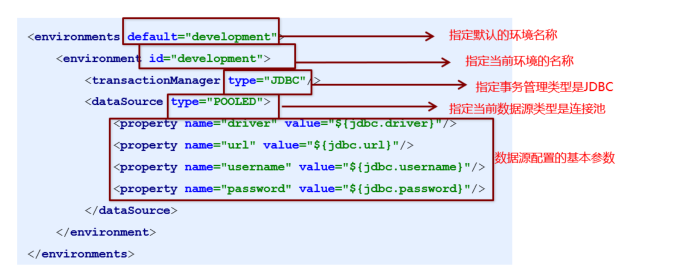 <environments default="development">
指定默认的环境名称
<environment id="development">
指定当前环境的名称
<transactionManager type="JDBC"/>
指定事务管理类型是JDBC
<dataSource type="POOLED">
指定当前数据源类型是连接池
<property name="driver" value="${jdbc.driver}"/>
<property name="url" value="${jdbc.url}"/>
<property name="username" value="${jdbc.username}"/>
<property name="password" value="${jdbc.password}"/>
数据源配置的基本参数
</dataSource>
</environment>
</environments>